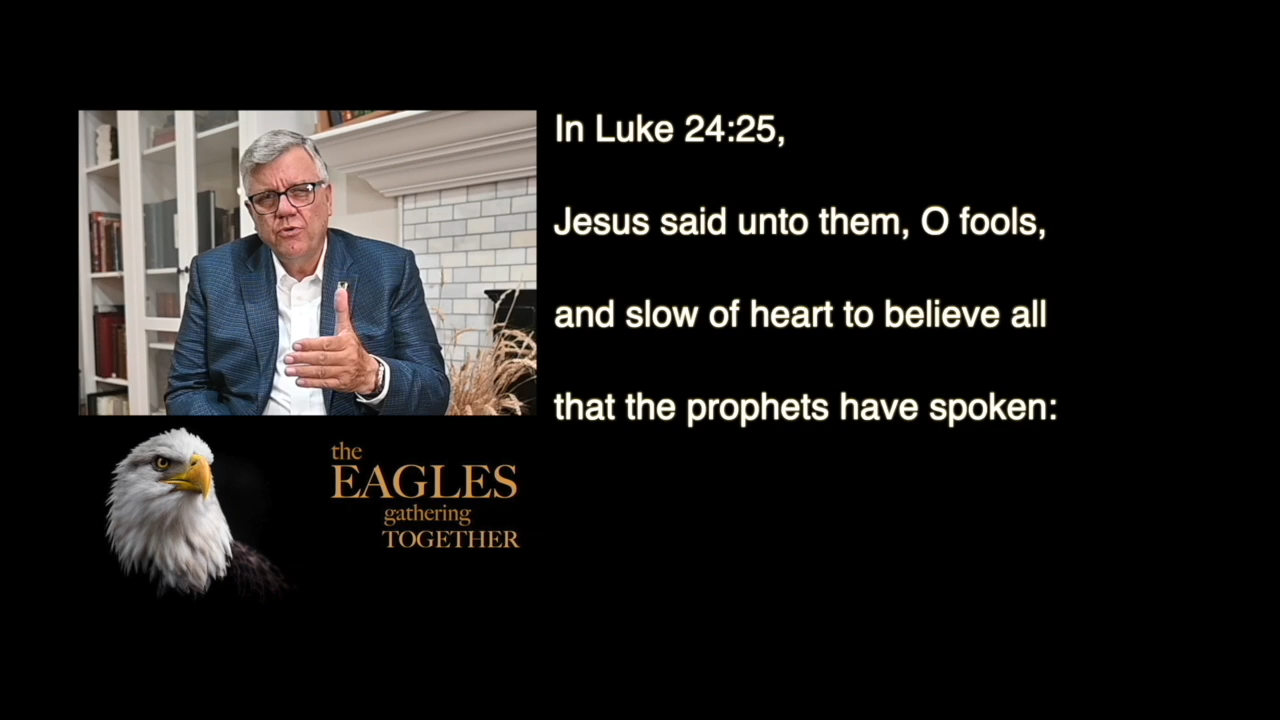 In Luke 24:25,
Jesus said unto them, O fools,
and slow of heart to believe all
that the prophets have spoken:
the
EAGLES
gathering
TOGETHER